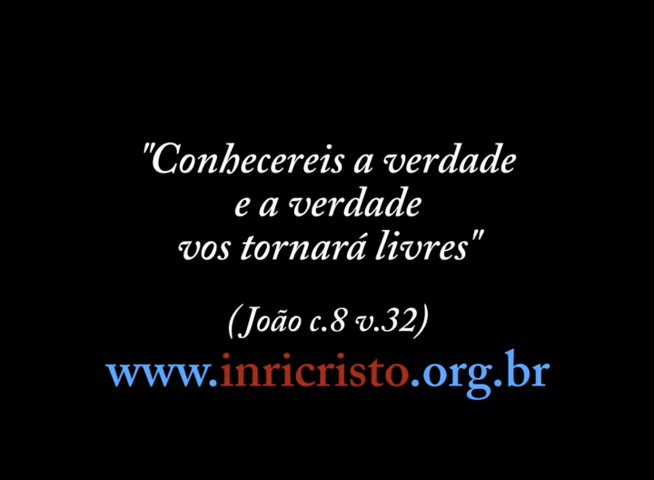 "Conhecereis a verdade
e a verdade
vos tornará livres"
(João c.8 v.32)
www.inricristo.org.br